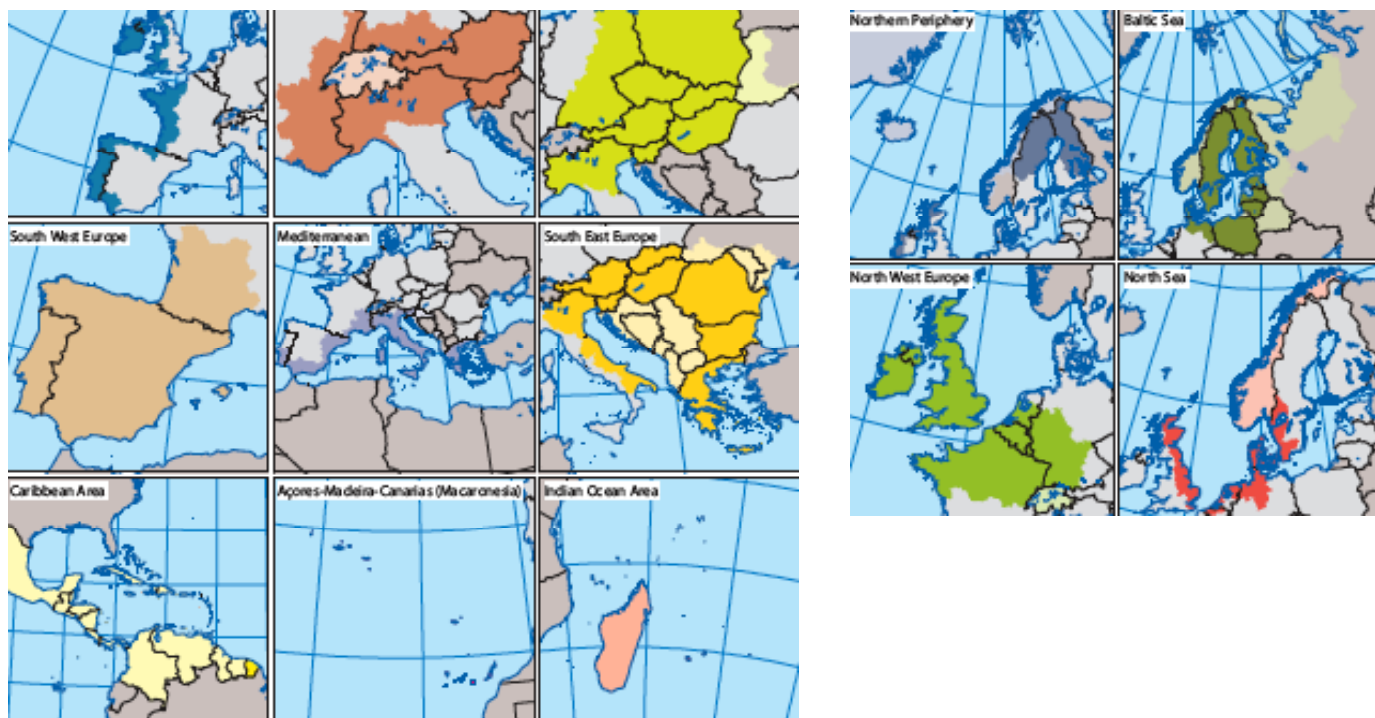 Northern Periphery
Baltic Sea
South West Europe
Mediterranean
South East Europe
North West Europe
North Sea
Caribbean Area
Açores-Madeira-Canarias (Macaronesia)
Indian Ocean Area